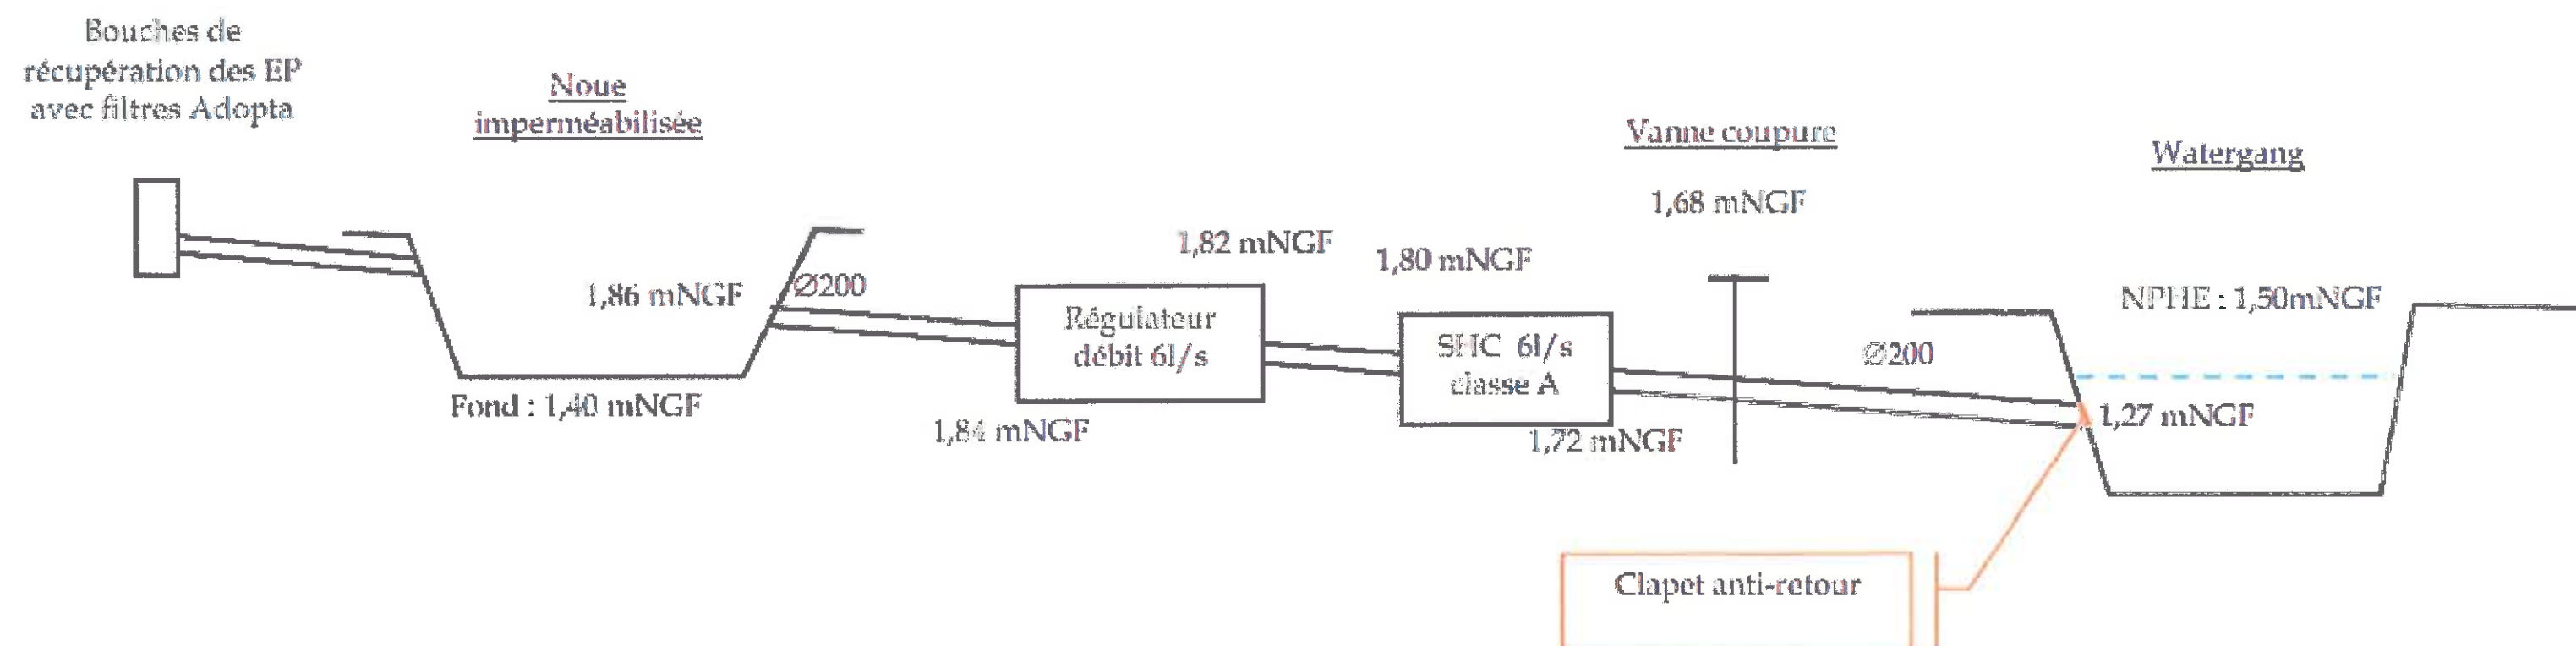 Bouches de
récupération des EP
avec filtres Adopta
Noue
imperméabilisée
Vanne coupure
Watergang
1,68 mNGF
1,82 mNGF
1,80 mNGF
1,86 mNGF
Ø200
NPHE : 1,50mNGF
Régulateur
débit 6l/s
SHC 6l/s
classe A
Ø200
Fond : 1,40 mNGF
1,84 mNGF
1,72 mNGF
1,27 mNGF
Clapet anti-retour